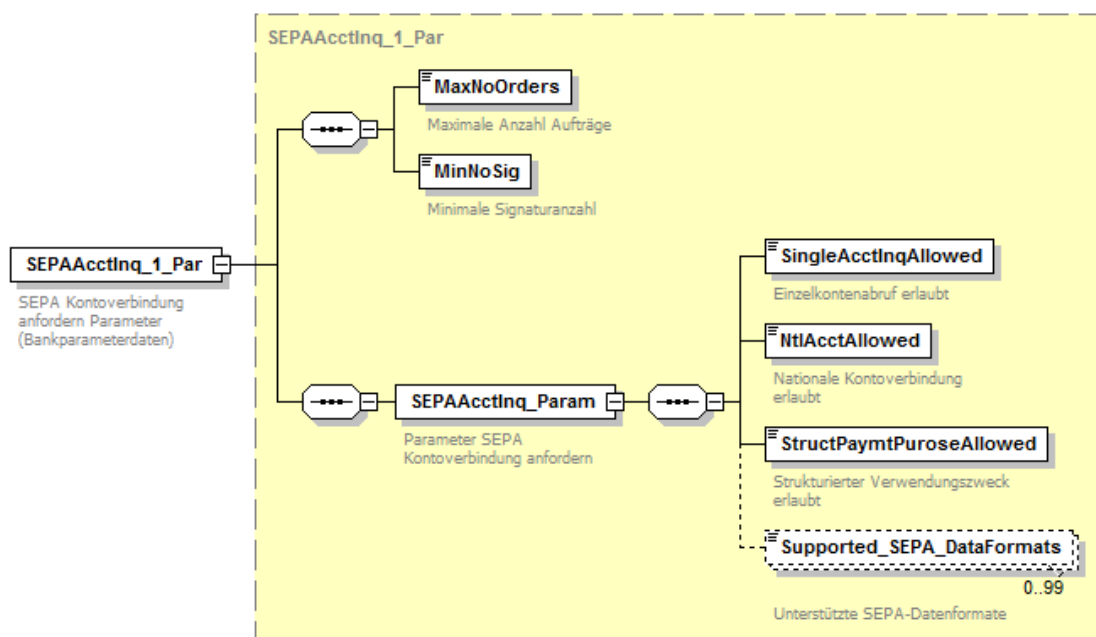 SEPAAcctInq_1_Par
MaxNoOrders
Maximale Anzahl Aufträge
MinNoSig
Minimale Signaturanzahl
SEPAAcctInq_1_Par
SEPA Kontoverbindung
anfordern Parameter
(Bankparameterdaten)
SEPAAcctInq_Param
Parameter SEPA
Kontoverbindung anfordern
SingleAcctInqAllowed
Einzelkontenabruf erlaubt
NtlAcctAllowed
Nationale Kontoverbindung
erlaubt
StructPaymtPuroseAllowed
Strukturierter Verwendungszweck
erlaubt
Supported_SEPA_DataFormats
0..99
Unterstützte SEPA-Datenformate